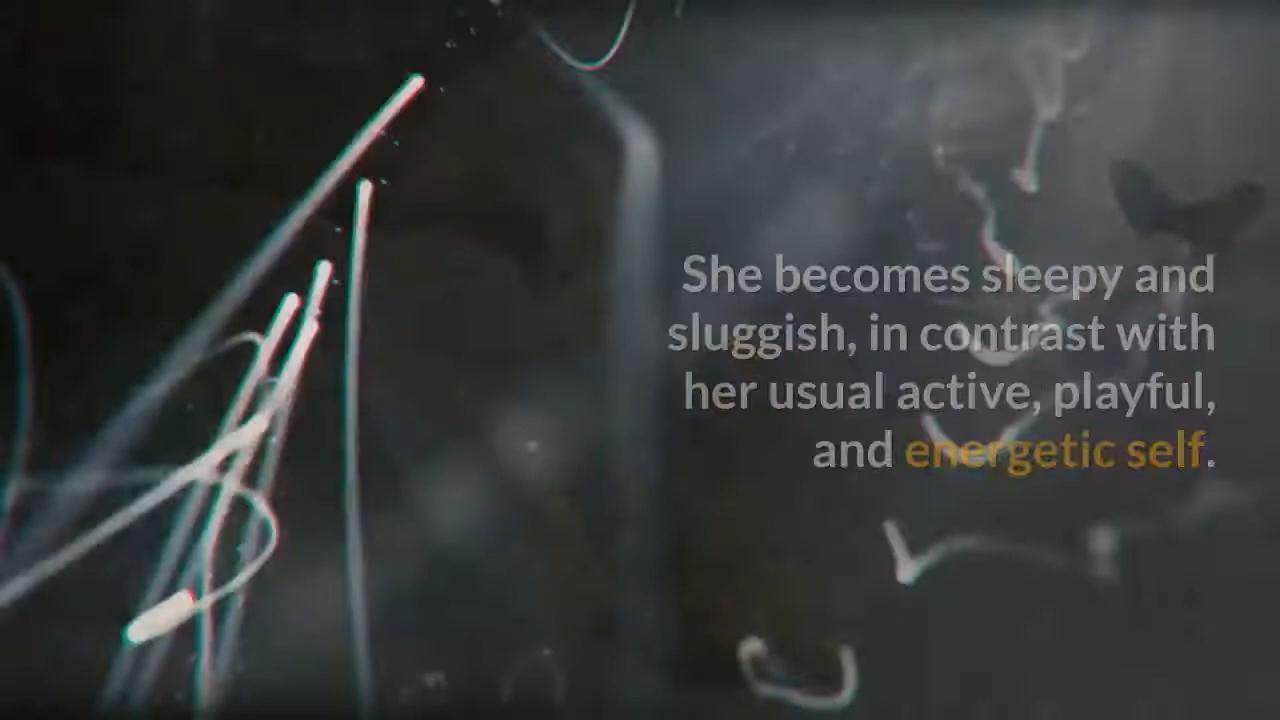 She becomes sleepy and
sluggish, in contrast with
her usual active, playful,
and energetic self.